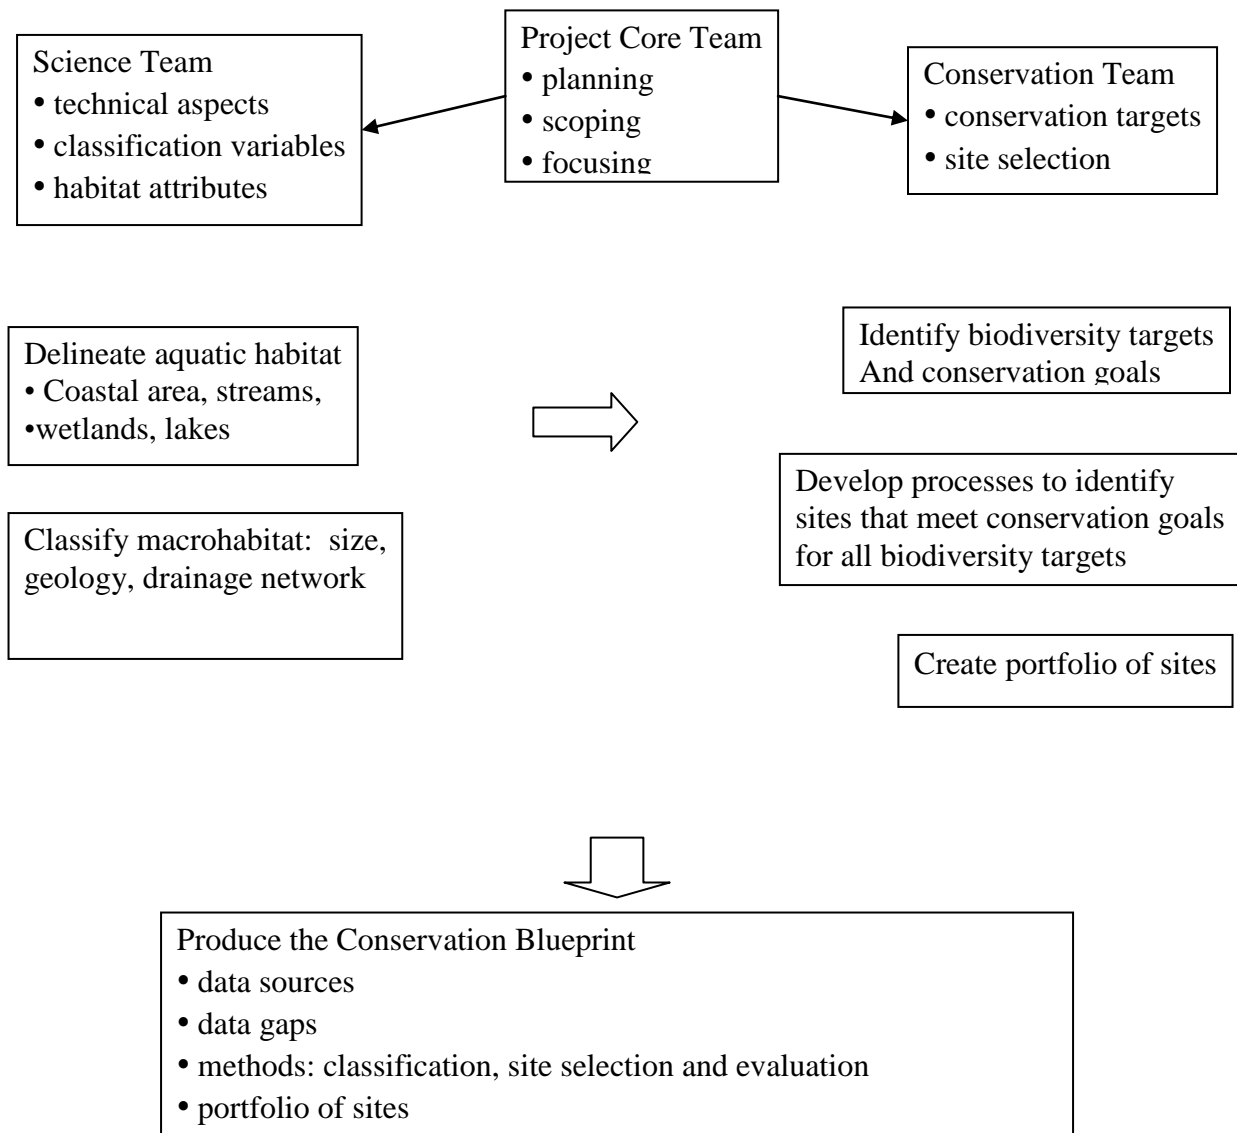 Science Team
• technical aspects
• classification variables
• habitat attributes
Project Core Team
• planning
• scoping
• focusing
Conservation Team
• conservation targets
• site selection
Delineate aquatic habitat
• Coastal area, streams,
•wetlands, lakes
Classify macrohabitat:  size,
geology, drainage network
Identify biodiversity targets
And conservation goals
Develop processes to identify
sites that meet conservation goals
for all biodiversity targets
Create portfolio of sites
Produce the Conservation Blueprint
• data sources
• data gaps
• methods: classification, site selection and evaluation
• portfolio of sites